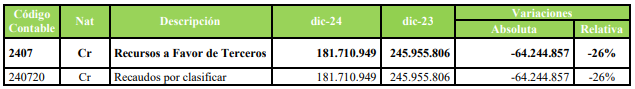 Código Contable Nat Descripción dic-24 dic-23 Variaciones
Absoluta Relativa
2407 Cr Recursos a Favor de Terceros 181.710.949 245.955.806 -64.244.857 -26%
240720 Cr Recaudos por clasificar 181.710.949 245.955.806 -64.244.857 -26%